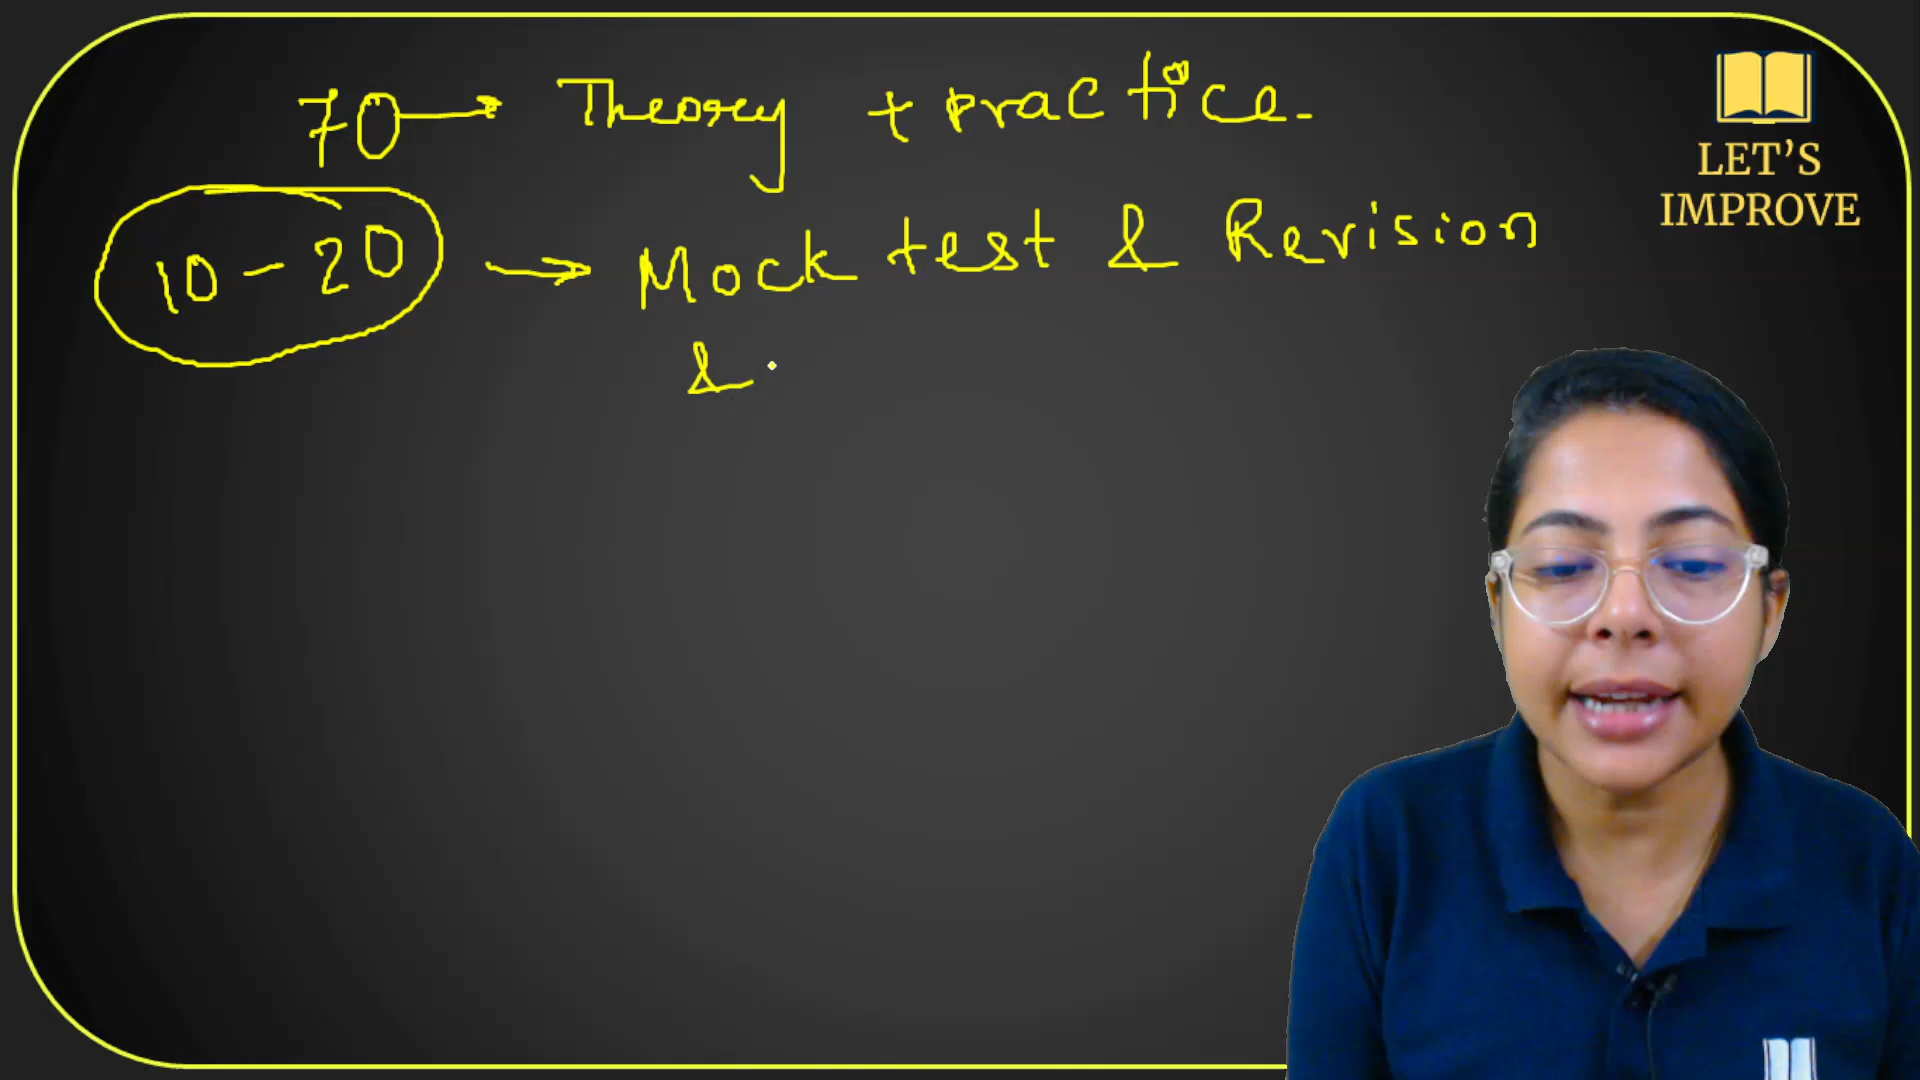 70 → Theory + practice.
10 - 20 → Mock test & Revision
&
LET'S
IMPROVE